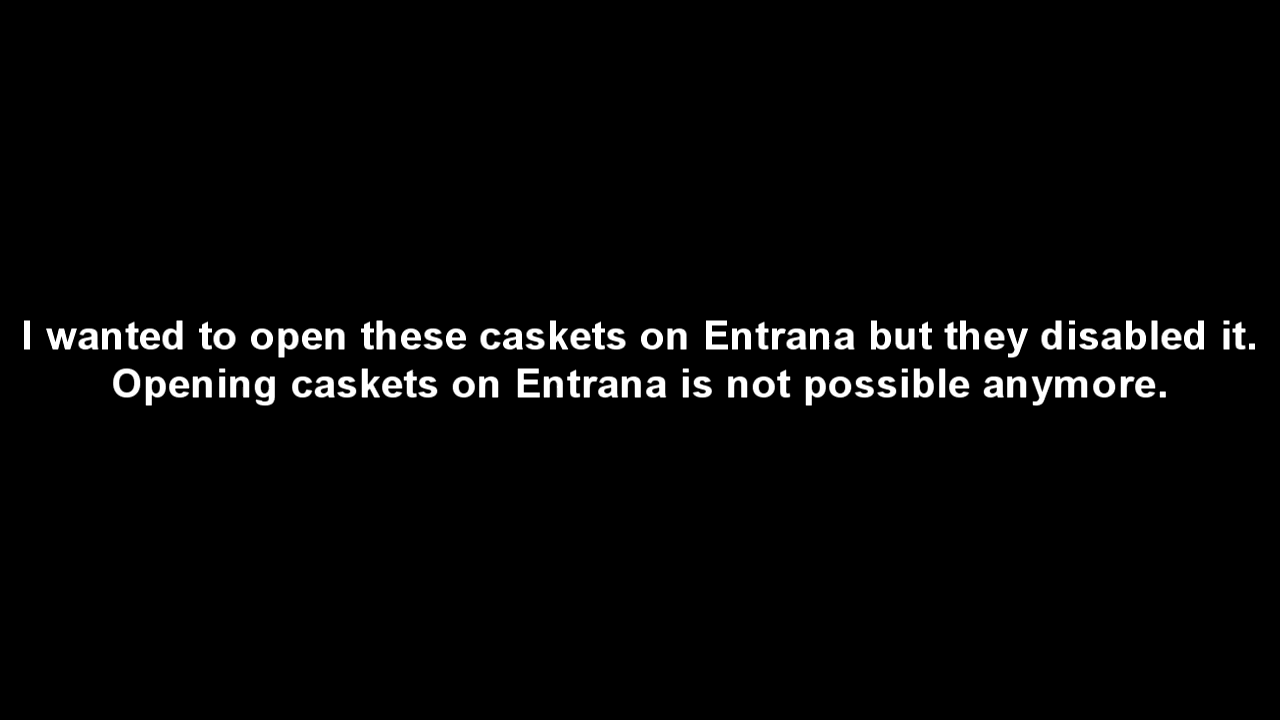 I wanted to open these caskets on Entrana but they disabled it.
Opening caskets on Entrana is not possible anymore.